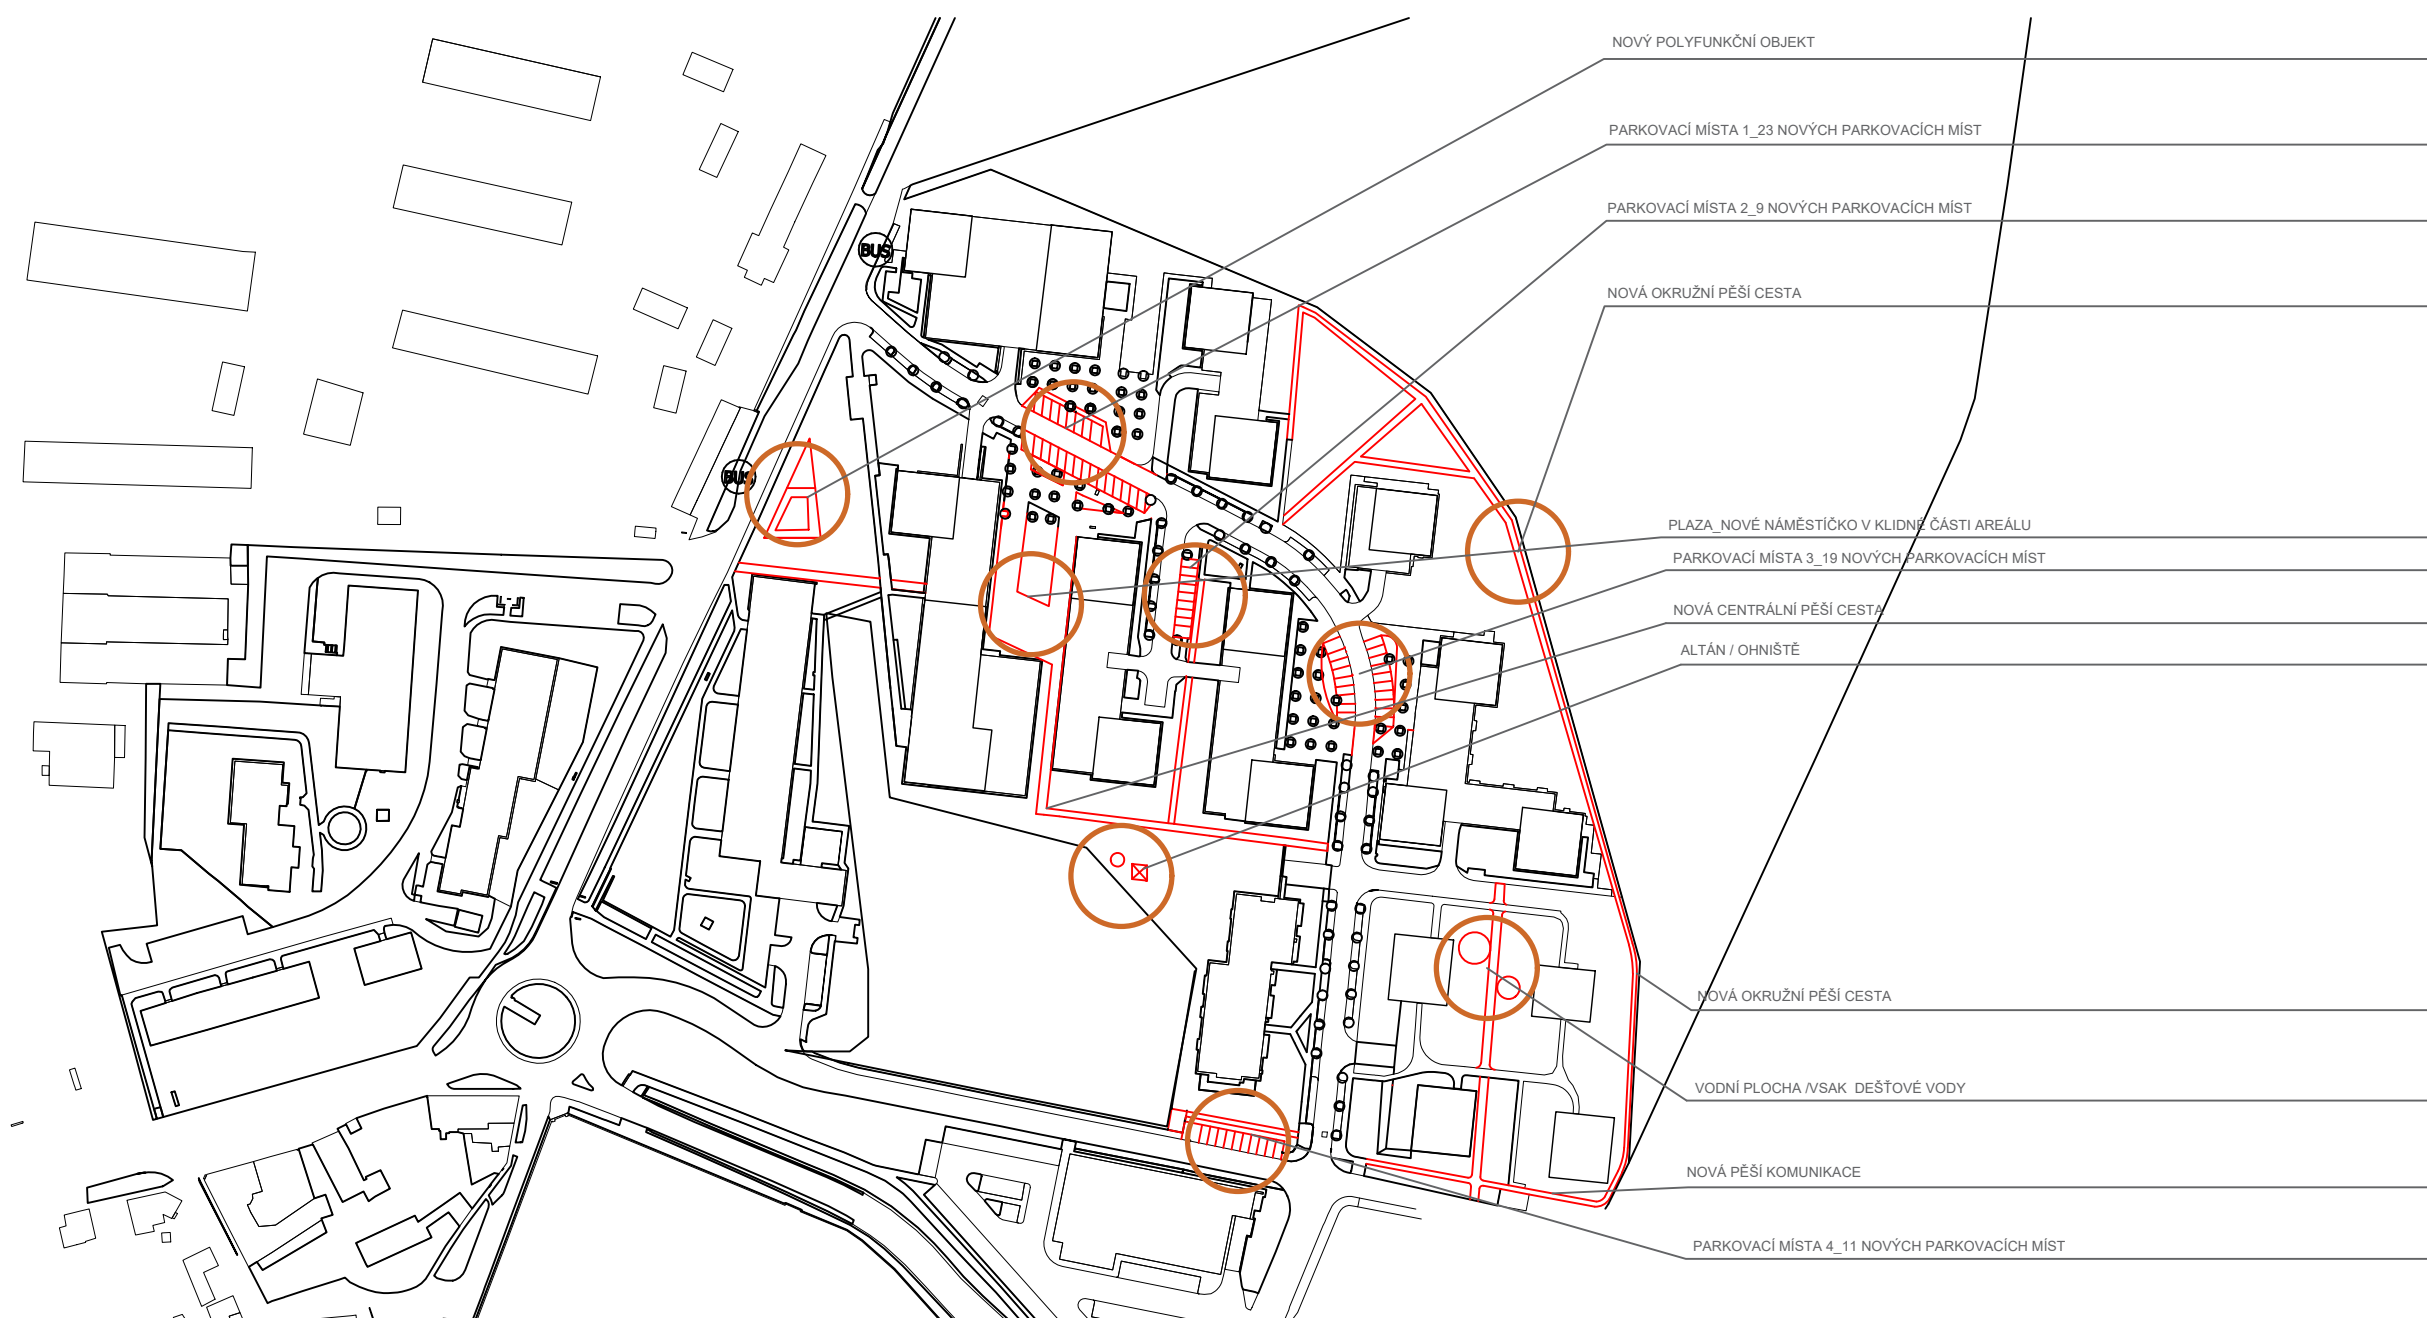 NOVÝ POLYFUNKČNÍ OBJEKT
PARKOVACÍ MÍSTA 1_23 NOVÝCH PARKOVACÍCH MÍST
PARKOVACÍ MÍSTA 2_9 NOVÝCH PARKOVACÍCH MÍST
BUS
NOVÁ OKRUŽNÍ PĚŠÍ CESTA
BUS
PLAZA_NOVÉ NÁMĚSTÍČKO V KLIDNÉ ČÁSTI AREÁLU
PARKOVACÍ MÍSTA 3_19 NOVÝCH PARKOVACÍCH MÍST
NOVÁ CENTRÁLNÍ PĚŠÍ CESTA
ALTÁN / OHNIŠTĚ
NOVÁ OKRUŽNÍ PĚŠÍ CESTA
VODNÍ PLOCHA /VSAK DEŠŤOVÉ VODY
NOVÁ PĚŠÍ KOMUNIKACE
PARKOVACÍ MÍSTA 4_11 NOVÝCH PARKOVACÍCH MÍST